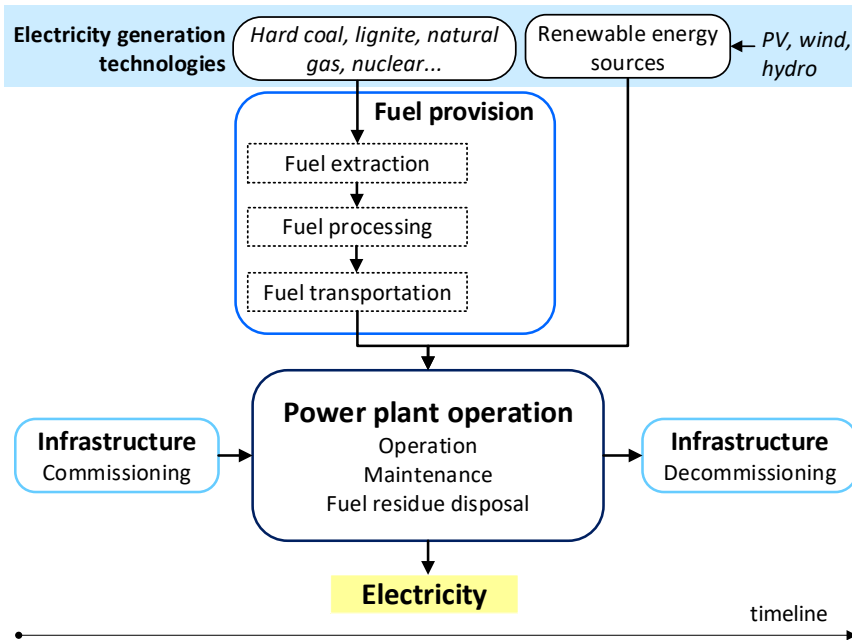 Electricity generation
technologies
Hard coal, lignite, natural
gas, nuclear...
Renewable energy
sources
PV, wind,
hydro
Fuel provision
Fuel extraction
Fuel processing
Fuel transportation
Infrastructure
Commissioning
Power plant operation
Operation
Maintenance
Fuel residue disposal
Infrastructure
Decommissioning
Electricity
timeline